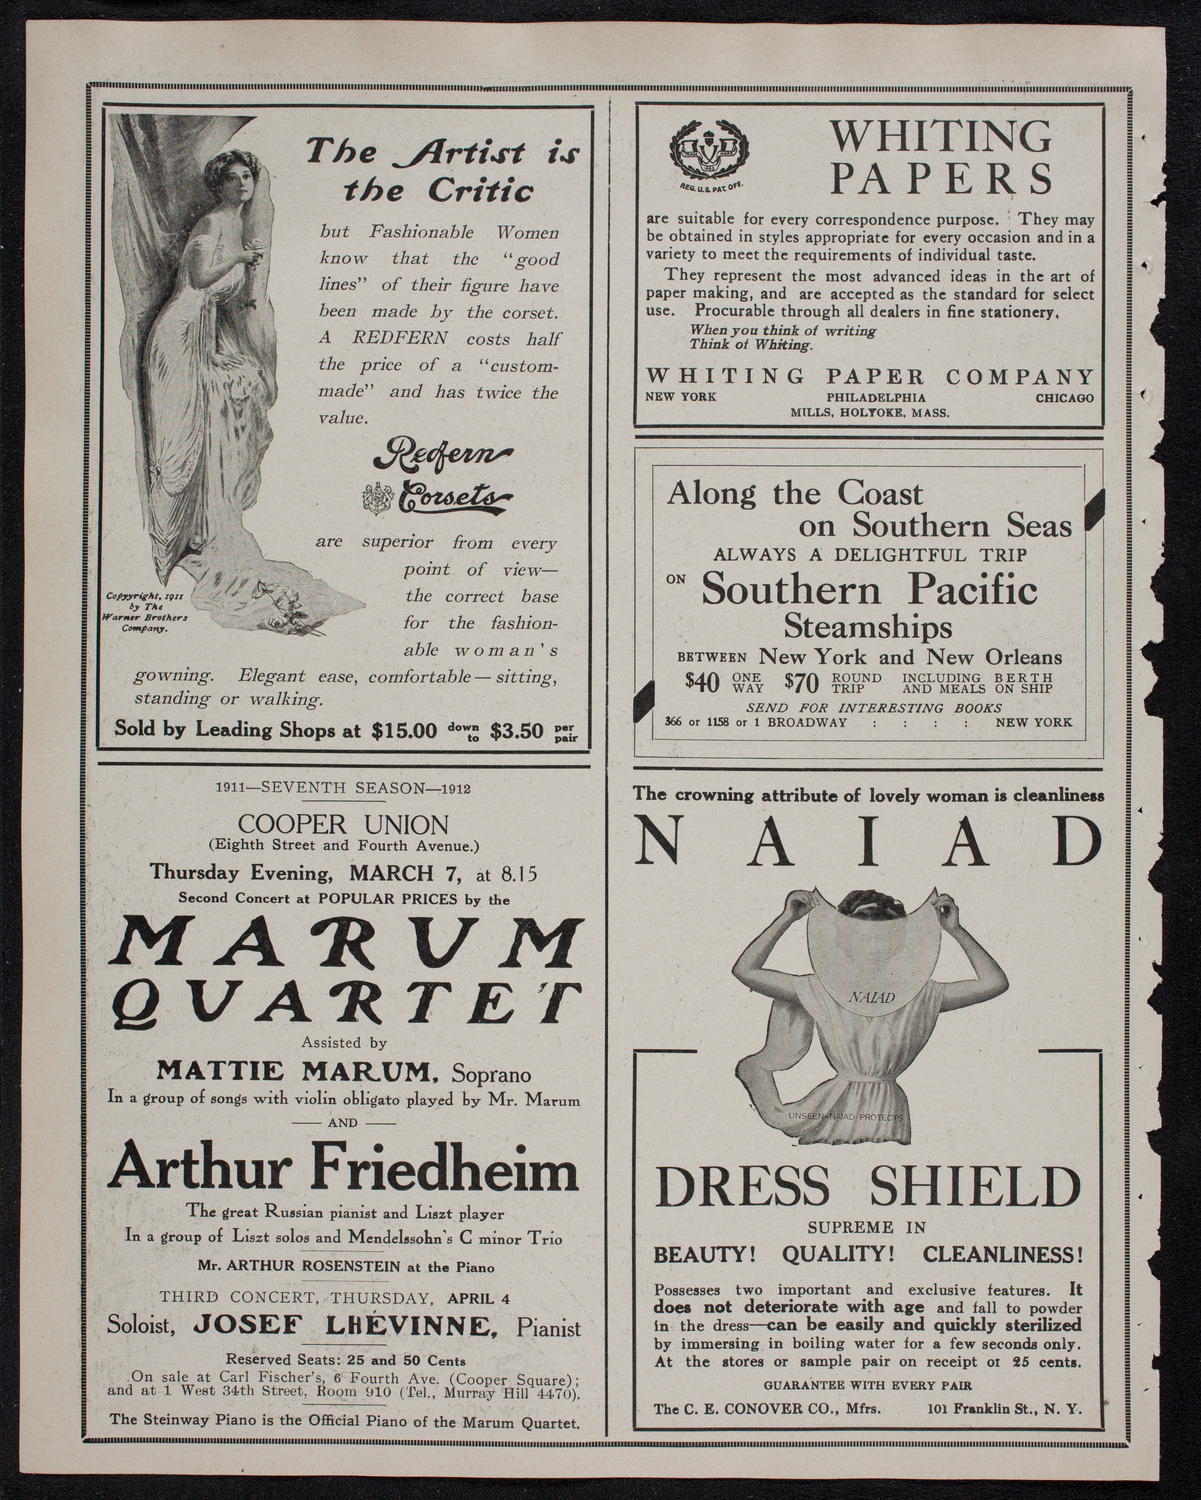 The Artist is
the Critic
but Fashionable Women
know that the "good
lines" of their figure have
been made by the corset.
A REDFERN costs half
the price of a "custom-
made" and has twice the
value.
Redfern
Corsets
are superior from every
point of view—
the correct base
for the fashion-
able woman's
gowning. Elegant ease, comfortable—sitting,
standing or walking.
Copyright, 1911
by The
Warner Brothers
Company.
Sold by Leading Shops at $15.00 down to $3.50 per pair
1911—SEVENTH SEASON—1912
COOPER UNION
(Eighth Street and Fourth Avenue.)
Thursday Evening, MARCH 7, at 8.15
Second Concert at POPULAR PRICES by the
MARUM
QUARTET
Assisted by
MATTIE MARUM, Soprano
In a group of songs with violin obligato played by Mr. Marum
AND
Arthur Friedheim
The great Russian pianist and Liszt player
In a group of Liszt solos and Mendelssohn's C minor Trio
Mr. ARTHUR ROSENSTEIN at the Piano
THIRD CONCERT, THURSDAY, APRIL 4
Soloist, JOSEF LHÉVINNE, Pianist
Reserved Seats: 25 and 50 Cents
On sale at Carl Fischer's, 6 Fourth Ave. (Cooper Square);
and at 1 West 34th Street, Room 910 (Tel., Murray Hill 4470).
The Steinway Piano is the Official Piano of the Marum Quartet.
REG. U.S. PAT. OFF.
WHITING
PAPERS
are suitable for every correspondence purpose. They may
be obtained in styles appropriate for every occasion and in a
variety to meet the requirements of individual taste.
They represent the most advanced ideas in the art of
paper making, and are accepted as the standard for select
use. Procurable through all dealers in fine stationery.
When you think of writing
Think of Whiting.
WHITING PAPER COMPANY
NEW YORK PHILADELPHIA CHICAGO
MILLS, HOLYOKE, MASS.
Along the Coast
on Southern Seas
ALWAYS A DELIGHTFUL TRIP
ON Southern Pacific
Steamships
BETWEEN New York and New Orleans
$40 ONE WAY $70 ROUND TRIP INCLUDING BERTH AND MEALS ON SHIP
SEND FOR INTERESTING BOOKS
366 or 1158 or 1 BROADWAY : : : : NEW YORK
The crowning attribute of lovely woman is cleanliness
NAIAD
NAIAD
UNSEEN-NAIAD PROTECTS
DRESS SHIELD
SUPREME IN
BEAUTY! QUALITY! CLEANLINESS!
Possesses two important and exclusive features. It
does not deteriorate with age and fall to powder
in the dress—can be easily and quickly sterilized
by immersing in boiling water for a few seconds only.
At the stores or sample pair on receipt of 25 cents.
GUARANTEE WITH EVERY PAIR
The C. E. CONOVER CO., Mfrs. 101 Franklin St., N. Y.